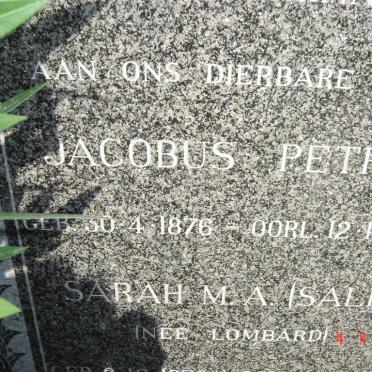 AAN ONS DIERBARE
JACOBUS PETR
GEB. 30-4-1876 - OORL. 12
SARAH M.A. (SAL
(NEE LOMBARD)